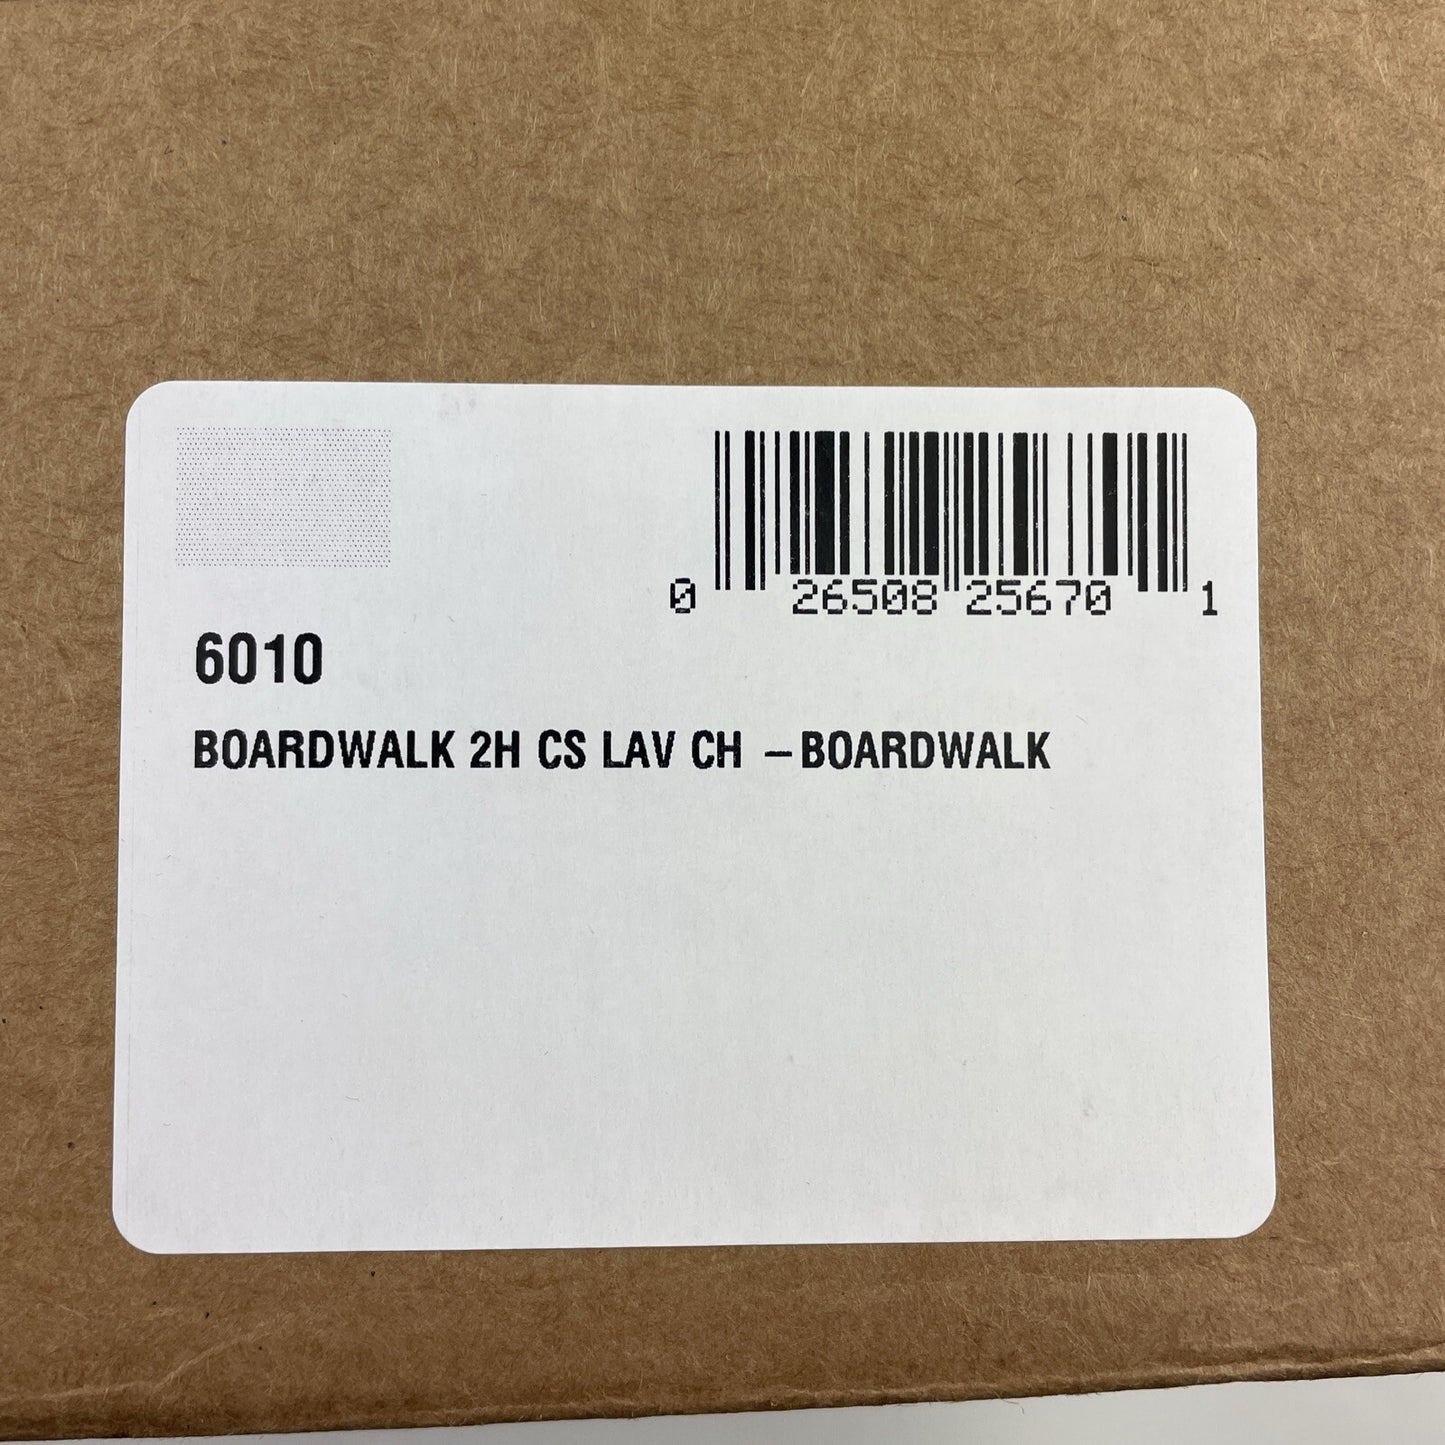 0 26508 25670 1
6010
BOARDWALK 2H CS LAV CH –BOARDWALK